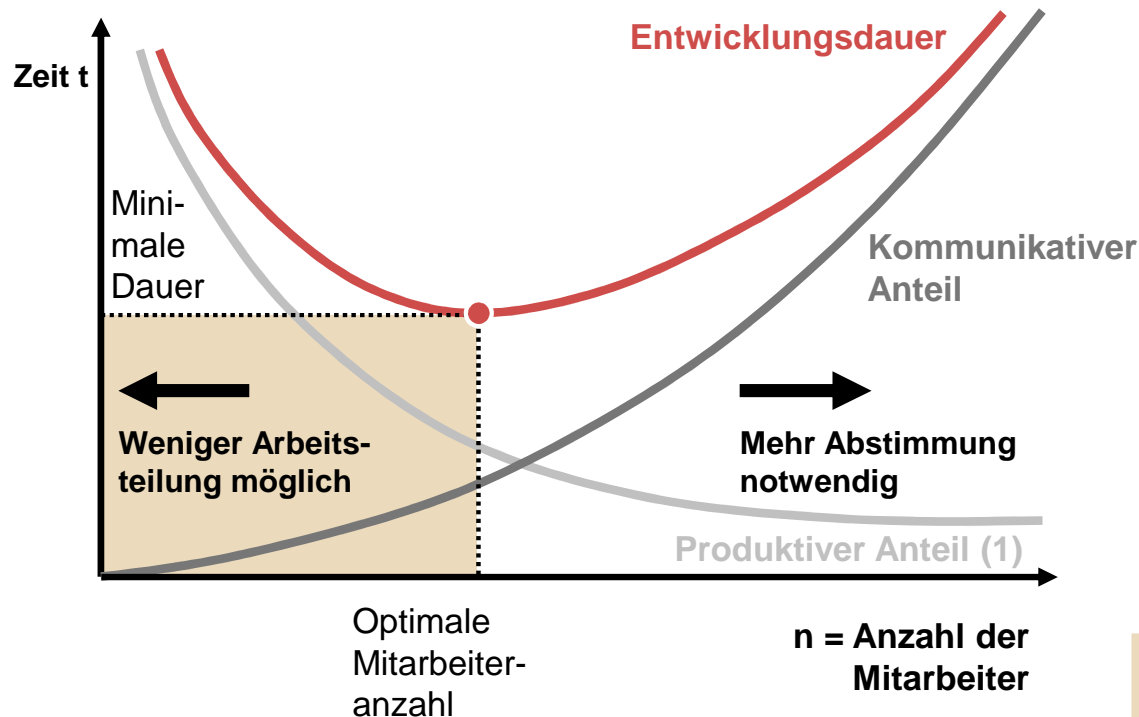 Entwicklungsdauer
Zeit t
Mini-
male
Dauer
Kommunikativer
Anteil
Weniger Arbeits-
teilung möglich
Mehr Abstimmung
notwendig
Produktiver Anteil (1)
Optimale
Mitarbeiter-
anzahl
n = Anzahl der
Mitarbeiter